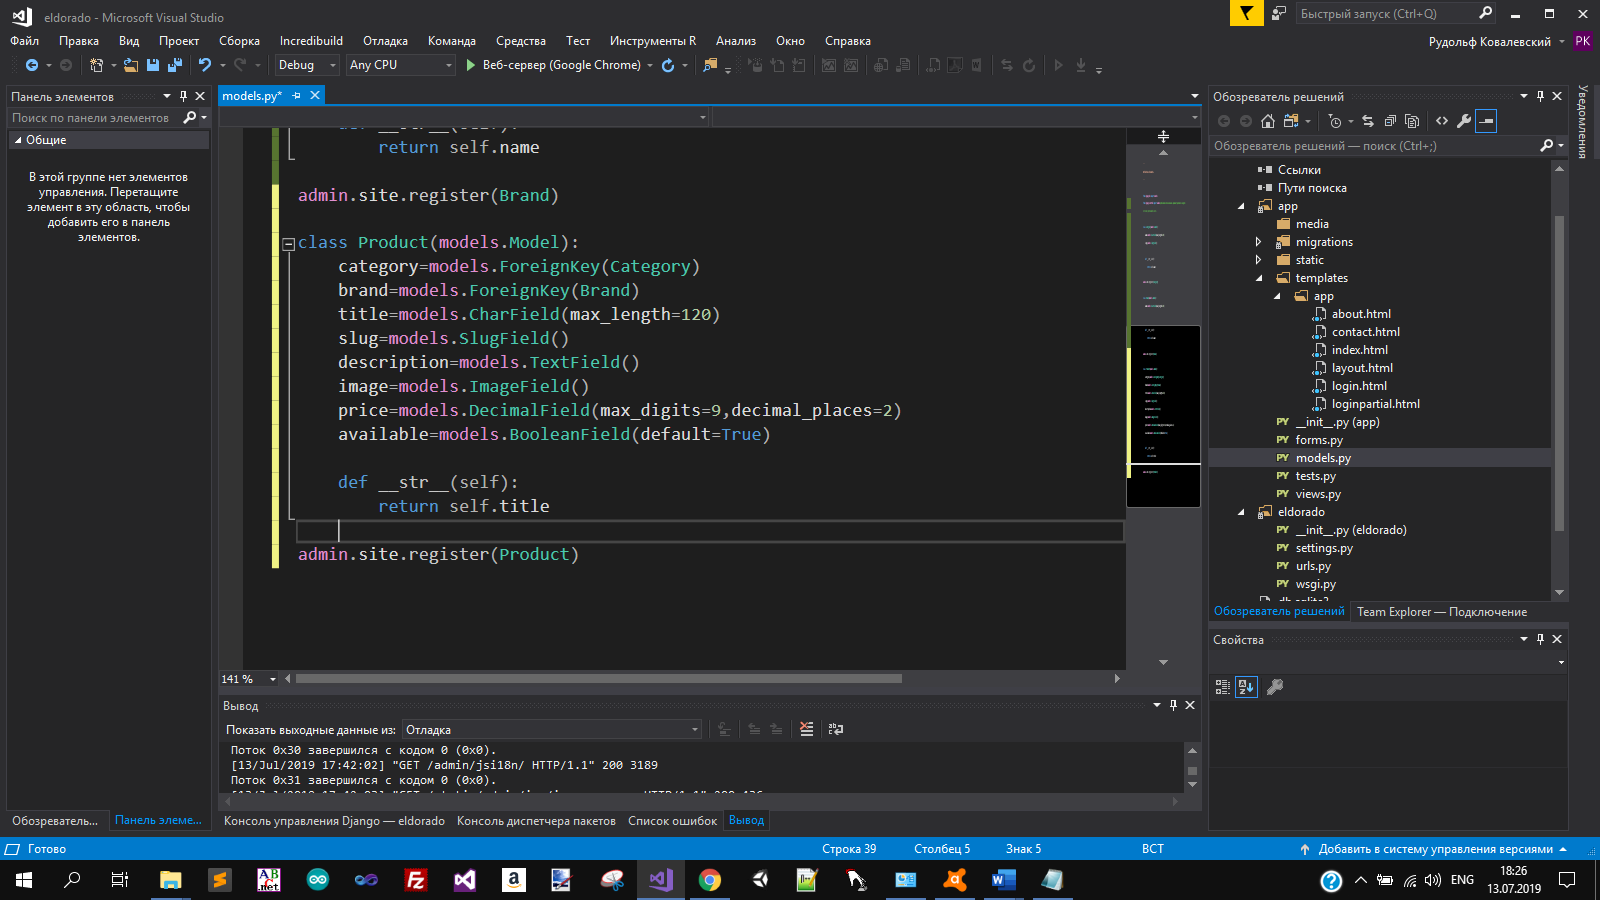 eldorado - Microsoft Visual Studio
Быстрый запуск (Ctrl+Q)
Файл Правка Вид Проект Сборка Incredibuild Отладка Команда Средства Тест Инструменты R Анализ Окно Справка
Рудольф Ковалевский РК
Debug Any CPU Веб-сервер (Google Chrome)
Панель элементов
Поиск по панели элементов
Общие
В этой группе нет элементов
управления. Перетащите
элемент в эту область, чтобы
добавить его в панель
элементов.
Обозреватель...
Панель элеме...
models.py*
def __str__(self):
return self.name
admin.site.register(Brand)
class Product(models.Model):
category=models.ForeignKey(Category)
brand=models.ForeignKey(Brand)
title=models.CharField(max_length=120)
slug=models.SlugField()
description=models.TextField()
image=models.ImageField()
price=models.DecimalField(max_digits=9,decimal_places=2)
available=models.BooleanField(default=True)
def __str__(self):
return self.title
admin.site.register(Product)
141 %
Вывод
Показать выходные данные из: Отладка
Поток 0x30 завершился с кодом 0 (0x0).
[13/Jul/2019 17:42:02] "GET /admin/jsi18n/ HTTP/1.1" 200 3189
Поток 0x31 завершился с кодом 0 (0x0).
Консоль управления Django — eldorado Консоль диспетчера пакетов Список ошибок Вывод
Обозреватель решений
Обозреватель решений — поиск (Ctrl+;)
Ссылки
Пути поиска
app
media
migrations
static
templates
app
about.html
contact.html
index.html
layout.html
login.html
loginpartial.html
__init__.py (app)
forms.py
models.py
tests.py
views.py
eldorado
__init__.py (eldorado)
settings.py
urls.py
wsgi.py
db.sqlite3
Обозреватель решений Team Explorer — Подключение
Свойства
Уведомления
Готово Строка 39 Столбец 5 Знак 5 ВСТ Добавить в систему управления версиями
ENG
18:26
13.07.2019